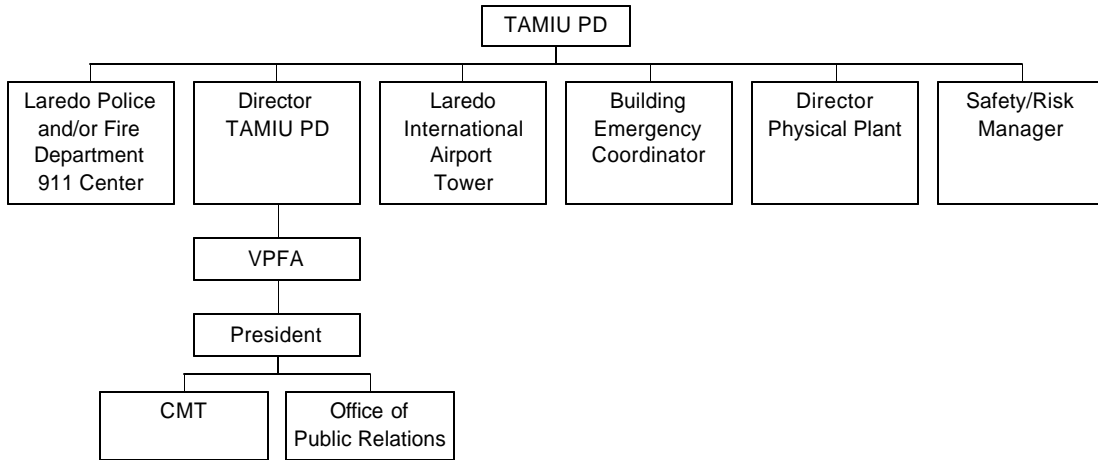 TAMIU PD
Laredo Police
and/or Fire
Department
911 Center
Director
TAMIU PD
Laredo
International
Airport
Tower
Building
Emergency
Coordinator
Director
Physical Plant
Safety/Risk
Manager
VPFA
President
CMT
Office of
Public Relations